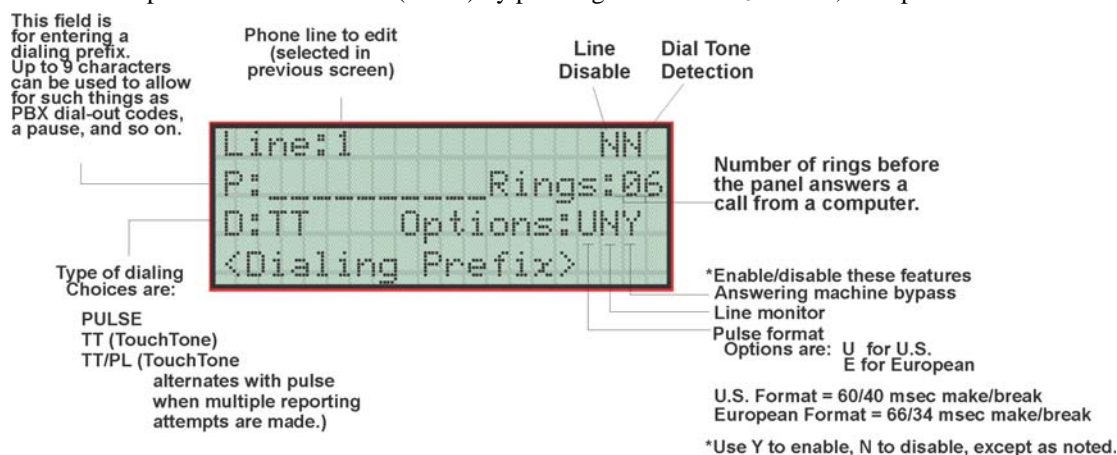 This field is
for entering a
dialing prefix.
Up to 9 characters
can be used to allow
for such things as
PBX dial-out codes,
a pause, and so on.
Phone line to edit
(selected in
previous screen)
Line
Disable
Dial Tone
Detection
Line:1 NN
P:_________Rings:06
D:TT Options:UNY
<Dialing Prefix>
Number of rings before
the panel answers a
call from a computer.
Type of dialing
Choices are:
PULSE
TT (TouchTone)
TT/PL (TouchTone
alternates with pulse
when multiple reporting
attempts are made.)
*Enable/disable these features
Answering machine bypass
Line monitor
Pulse format
Options are: U for U.S.
E for European
U.S. Format = 60/40 msec make/break
European Format = 66/34 msec make/break
*Use Y to enable, N to disable, except as noted.